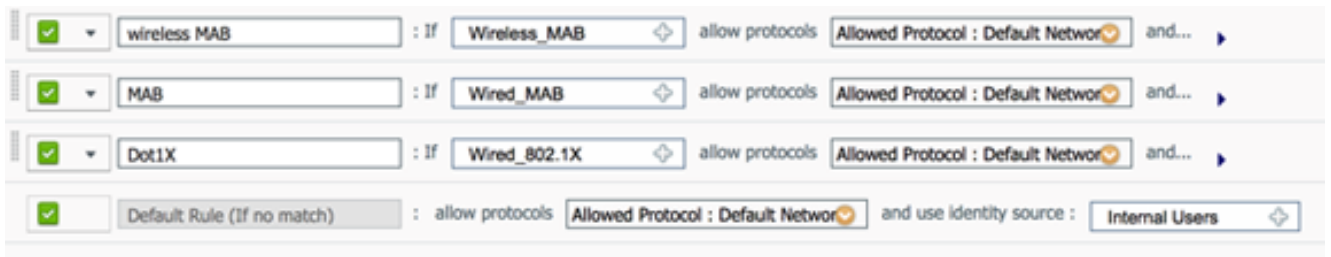 wireless MAB : If Wireless_MAB allow protocols Allowed Protocol : Default Networ and...
MAB : If Wired_MAB allow protocols Allowed Protocol : Default Networ and...
Dot1X : If Wired_802.1X allow protocols Allowed Protocol : Default Networ and...
Default Rule (If no match) : allow protocols Allowed Protocol : Default Networ and use identity source : Internal Users